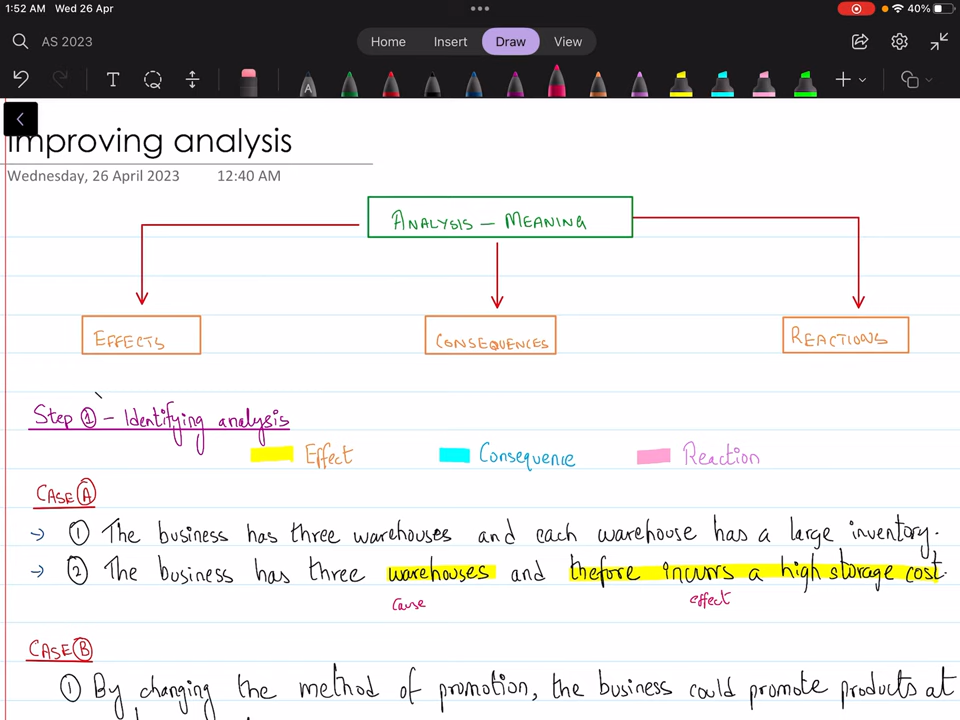 1:52 AM Wed 26 Apr
40%
AS 2023
Home Insert Draw View
T
A
Improving analysis
Wednesday, 26 April 2023 12:40 AM
ANALYSIS – MEANING
EFFECTS
CONSEQUENCES
REACTIONS
Step ① – Identifying analysis
Effect Consequence Reaction
CASE Ⓐ
→ ① The business has three warehouses and each warehouse has a large inventory.
→ ② The business has three warehouses and thefore incurrs a high storage cost.
cause effect
CASE Ⓑ
① By changing the method of promotion, the business could promote products at